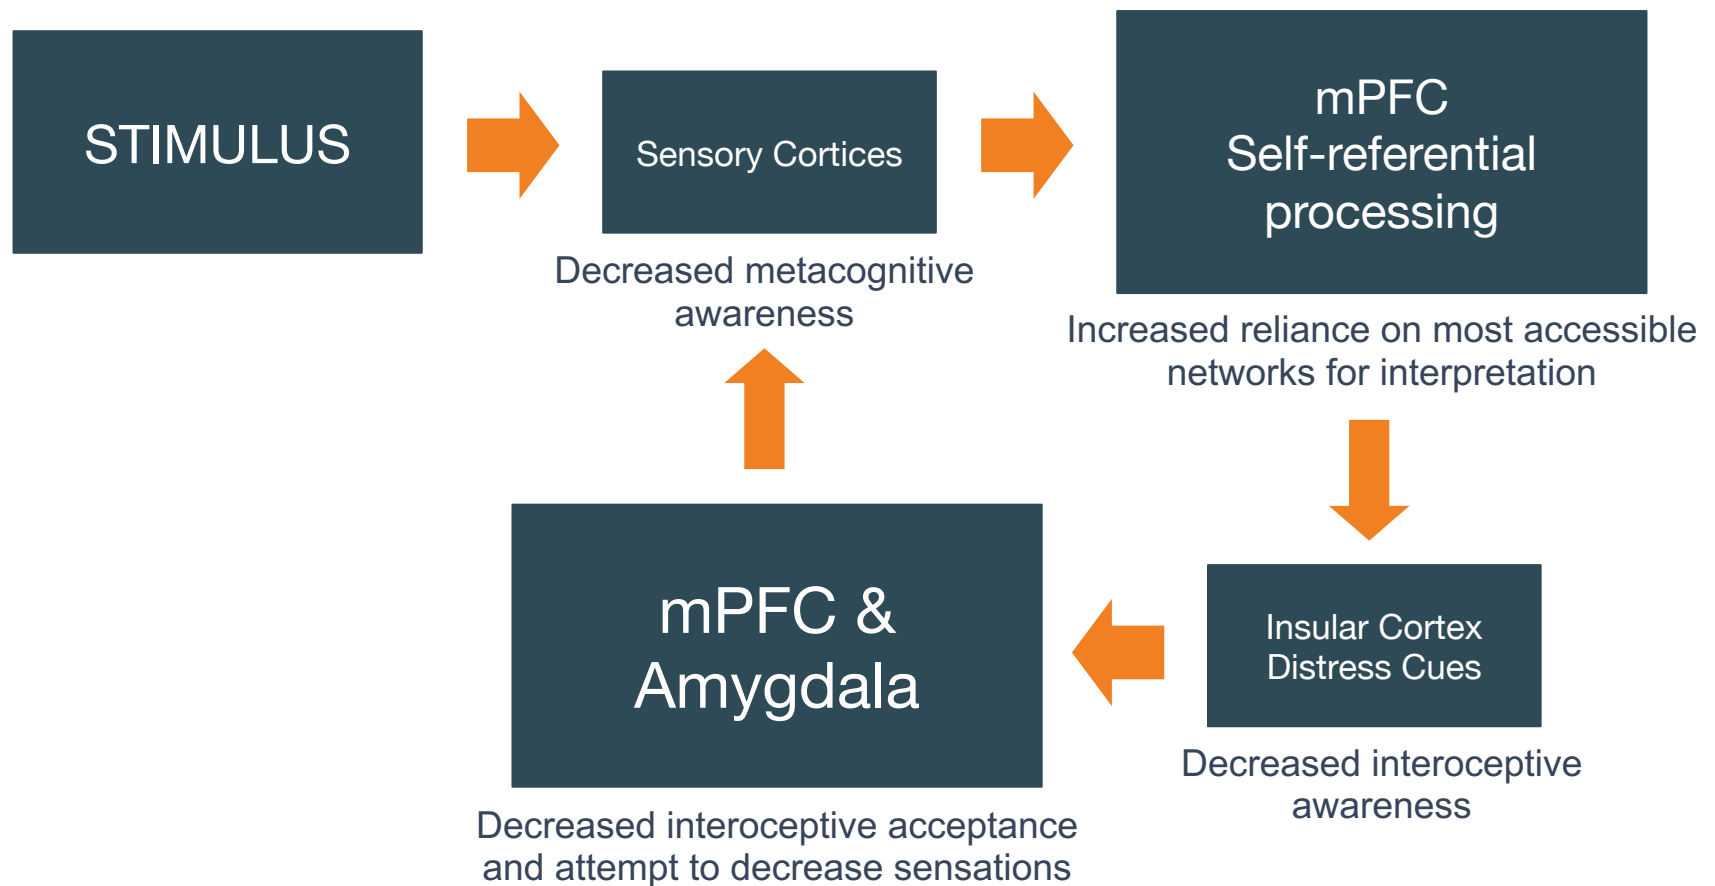 STIMULUS
Sensory Cortices
Decreased metacognitive
awareness
mPFC
Self-referential
processing
Increased reliance on most accessible
networks for interpretation
Insular Cortex
Distress Cues
Decreased interoceptive
awareness
mPFC &
Amygdala
Decreased interoceptive acceptance
and attempt to decrease sensations